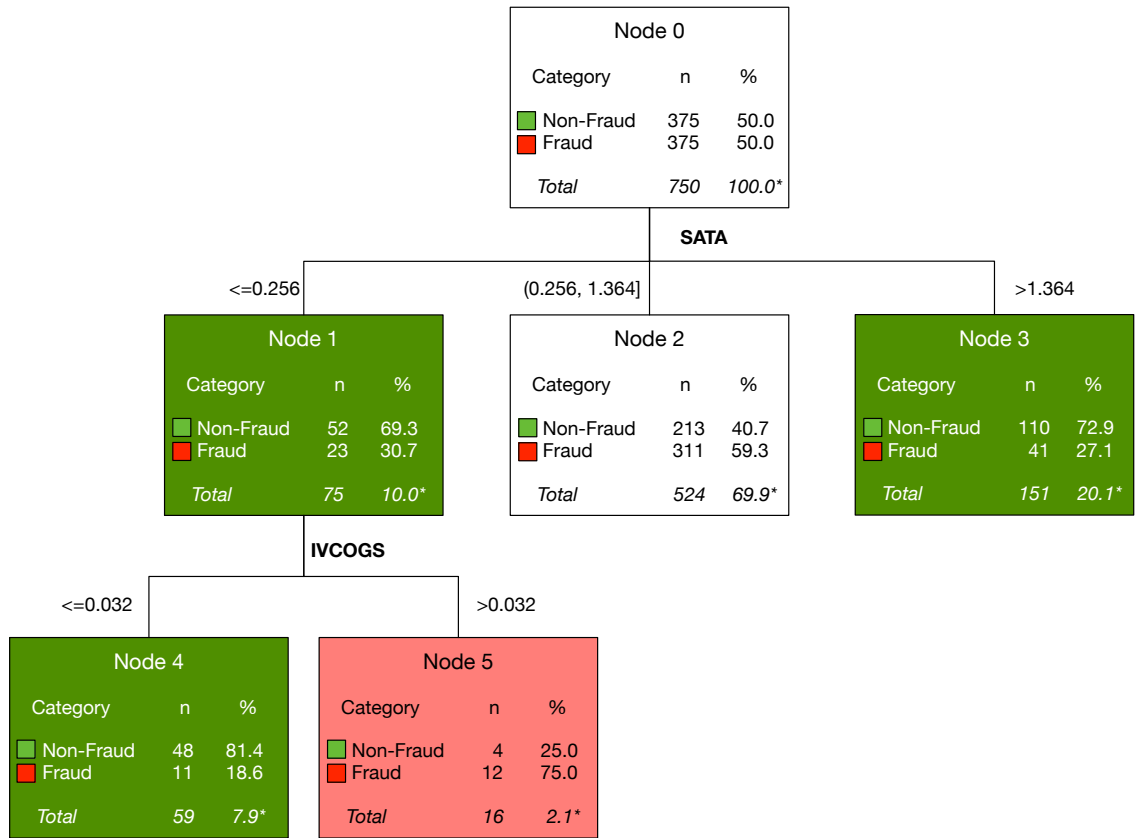 Node 0
Category n %
Non-Fraud 375 50.0
Fraud 375 50.0
Total 750 100.0*
SATA
<=0.256
(0.256, 1.364]
>1.364
Node 1
Category n %
Non-Fraud 52 69.3
Fraud 23 30.7
Total 75 10.0*
Node 2
Category n %
Non-Fraud 213 40.7
Fraud 311 59.3
Total 524 69.9*
Node 3
Category n %
Non-Fraud 110 72.9
Fraud 41 27.1
Total 151 20.1*
IVCOGS
<=0.032
>0.032
Node 4
Category n %
Non-Fraud 48 81.4
Fraud 11 18.6
Total 59 7.9*
Node 5
Category n %
Non-Fraud 4 25.0
Fraud 12 75.0
Total 16 2.1*